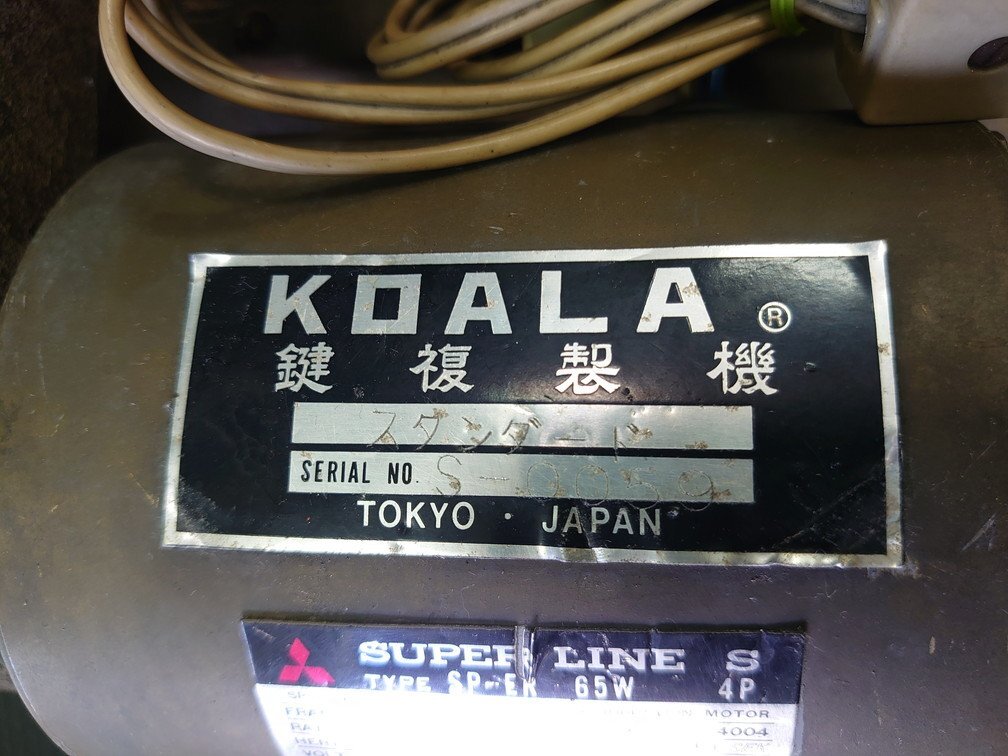 KOALA ®
鍵複製機
スタンダード
SERIAL NO. S-0059
TOKYO · JAPAN
SUPER LINE S
TYPE SP-ER 65W 4P
MOTOR
4004